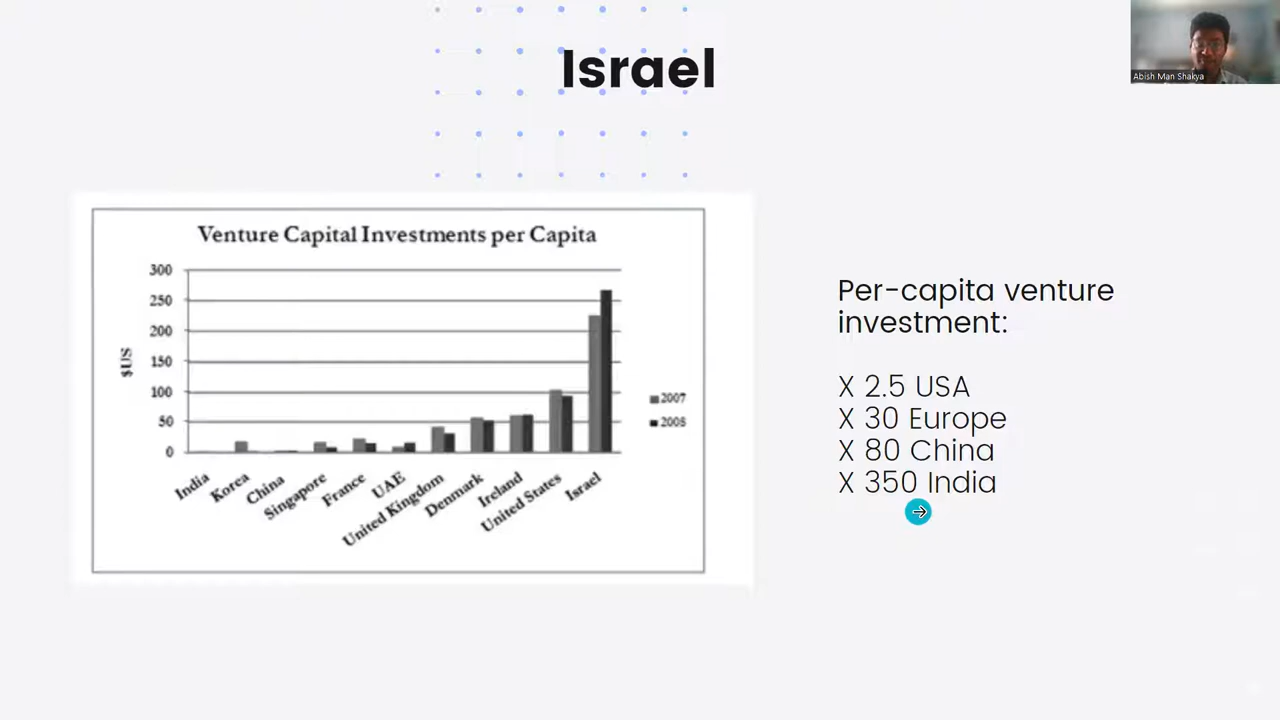 Israel
Abish Man Shakya
Venture Capital Investments per Capita
300
250
200
150
100
50
0
$US
India
Korea
China
Singapore
France
UAE
United Kingdom
Denmark
Ireland
United States
Israel
2007
2008
Per-capita venture
investment:
X 2.5 USA
X 30 Europe
X 80 China
X 350 India